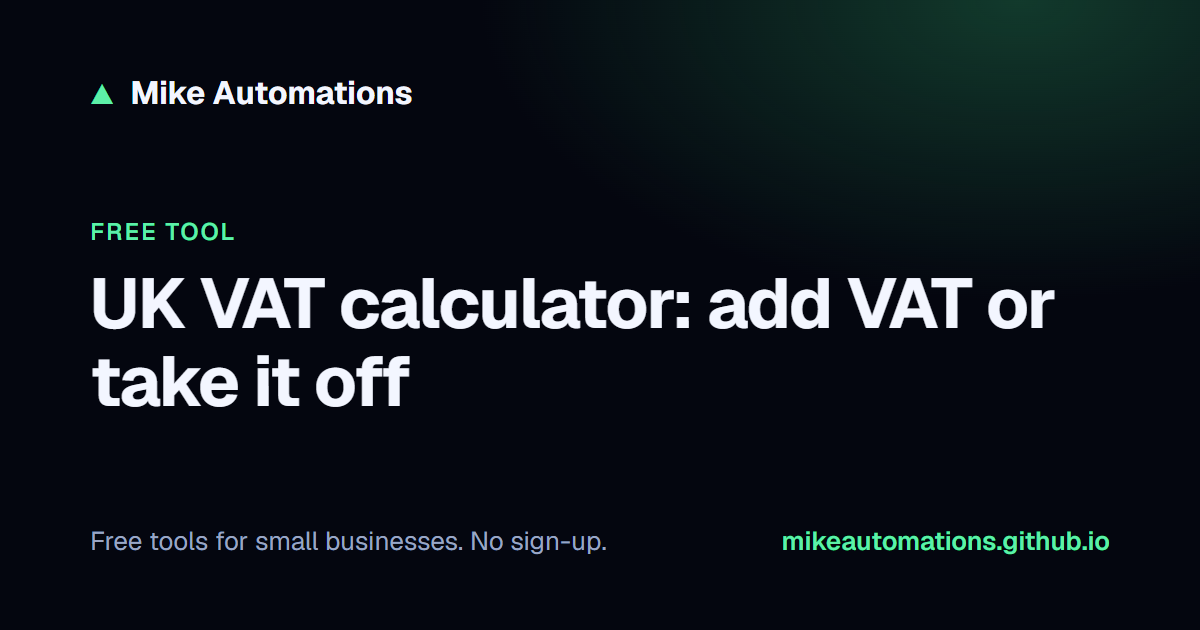 Mike Automations
FREE TOOL
UK VAT calculator: add VAT or
take it off
Free tools for small businesses. No sign-up.
mikeautomations.github.io